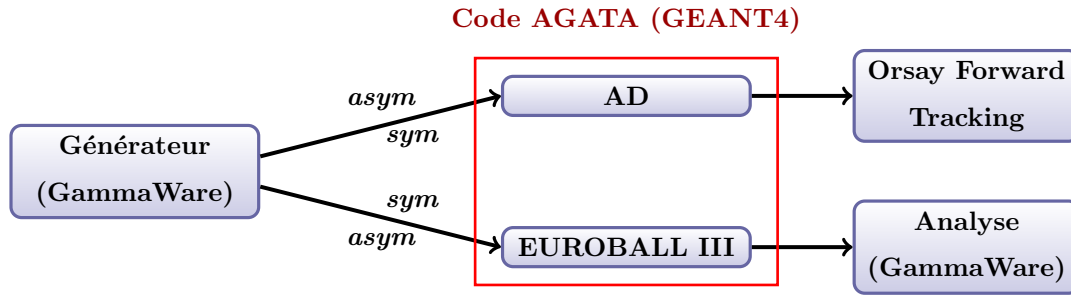 Code AGATA (GEANT4)
Générateur
(GammaWare)
asym
sym
sym
asym
AD
EUROBALL III
Orsay Forward
Tracking
Analyse
(GammaWare)